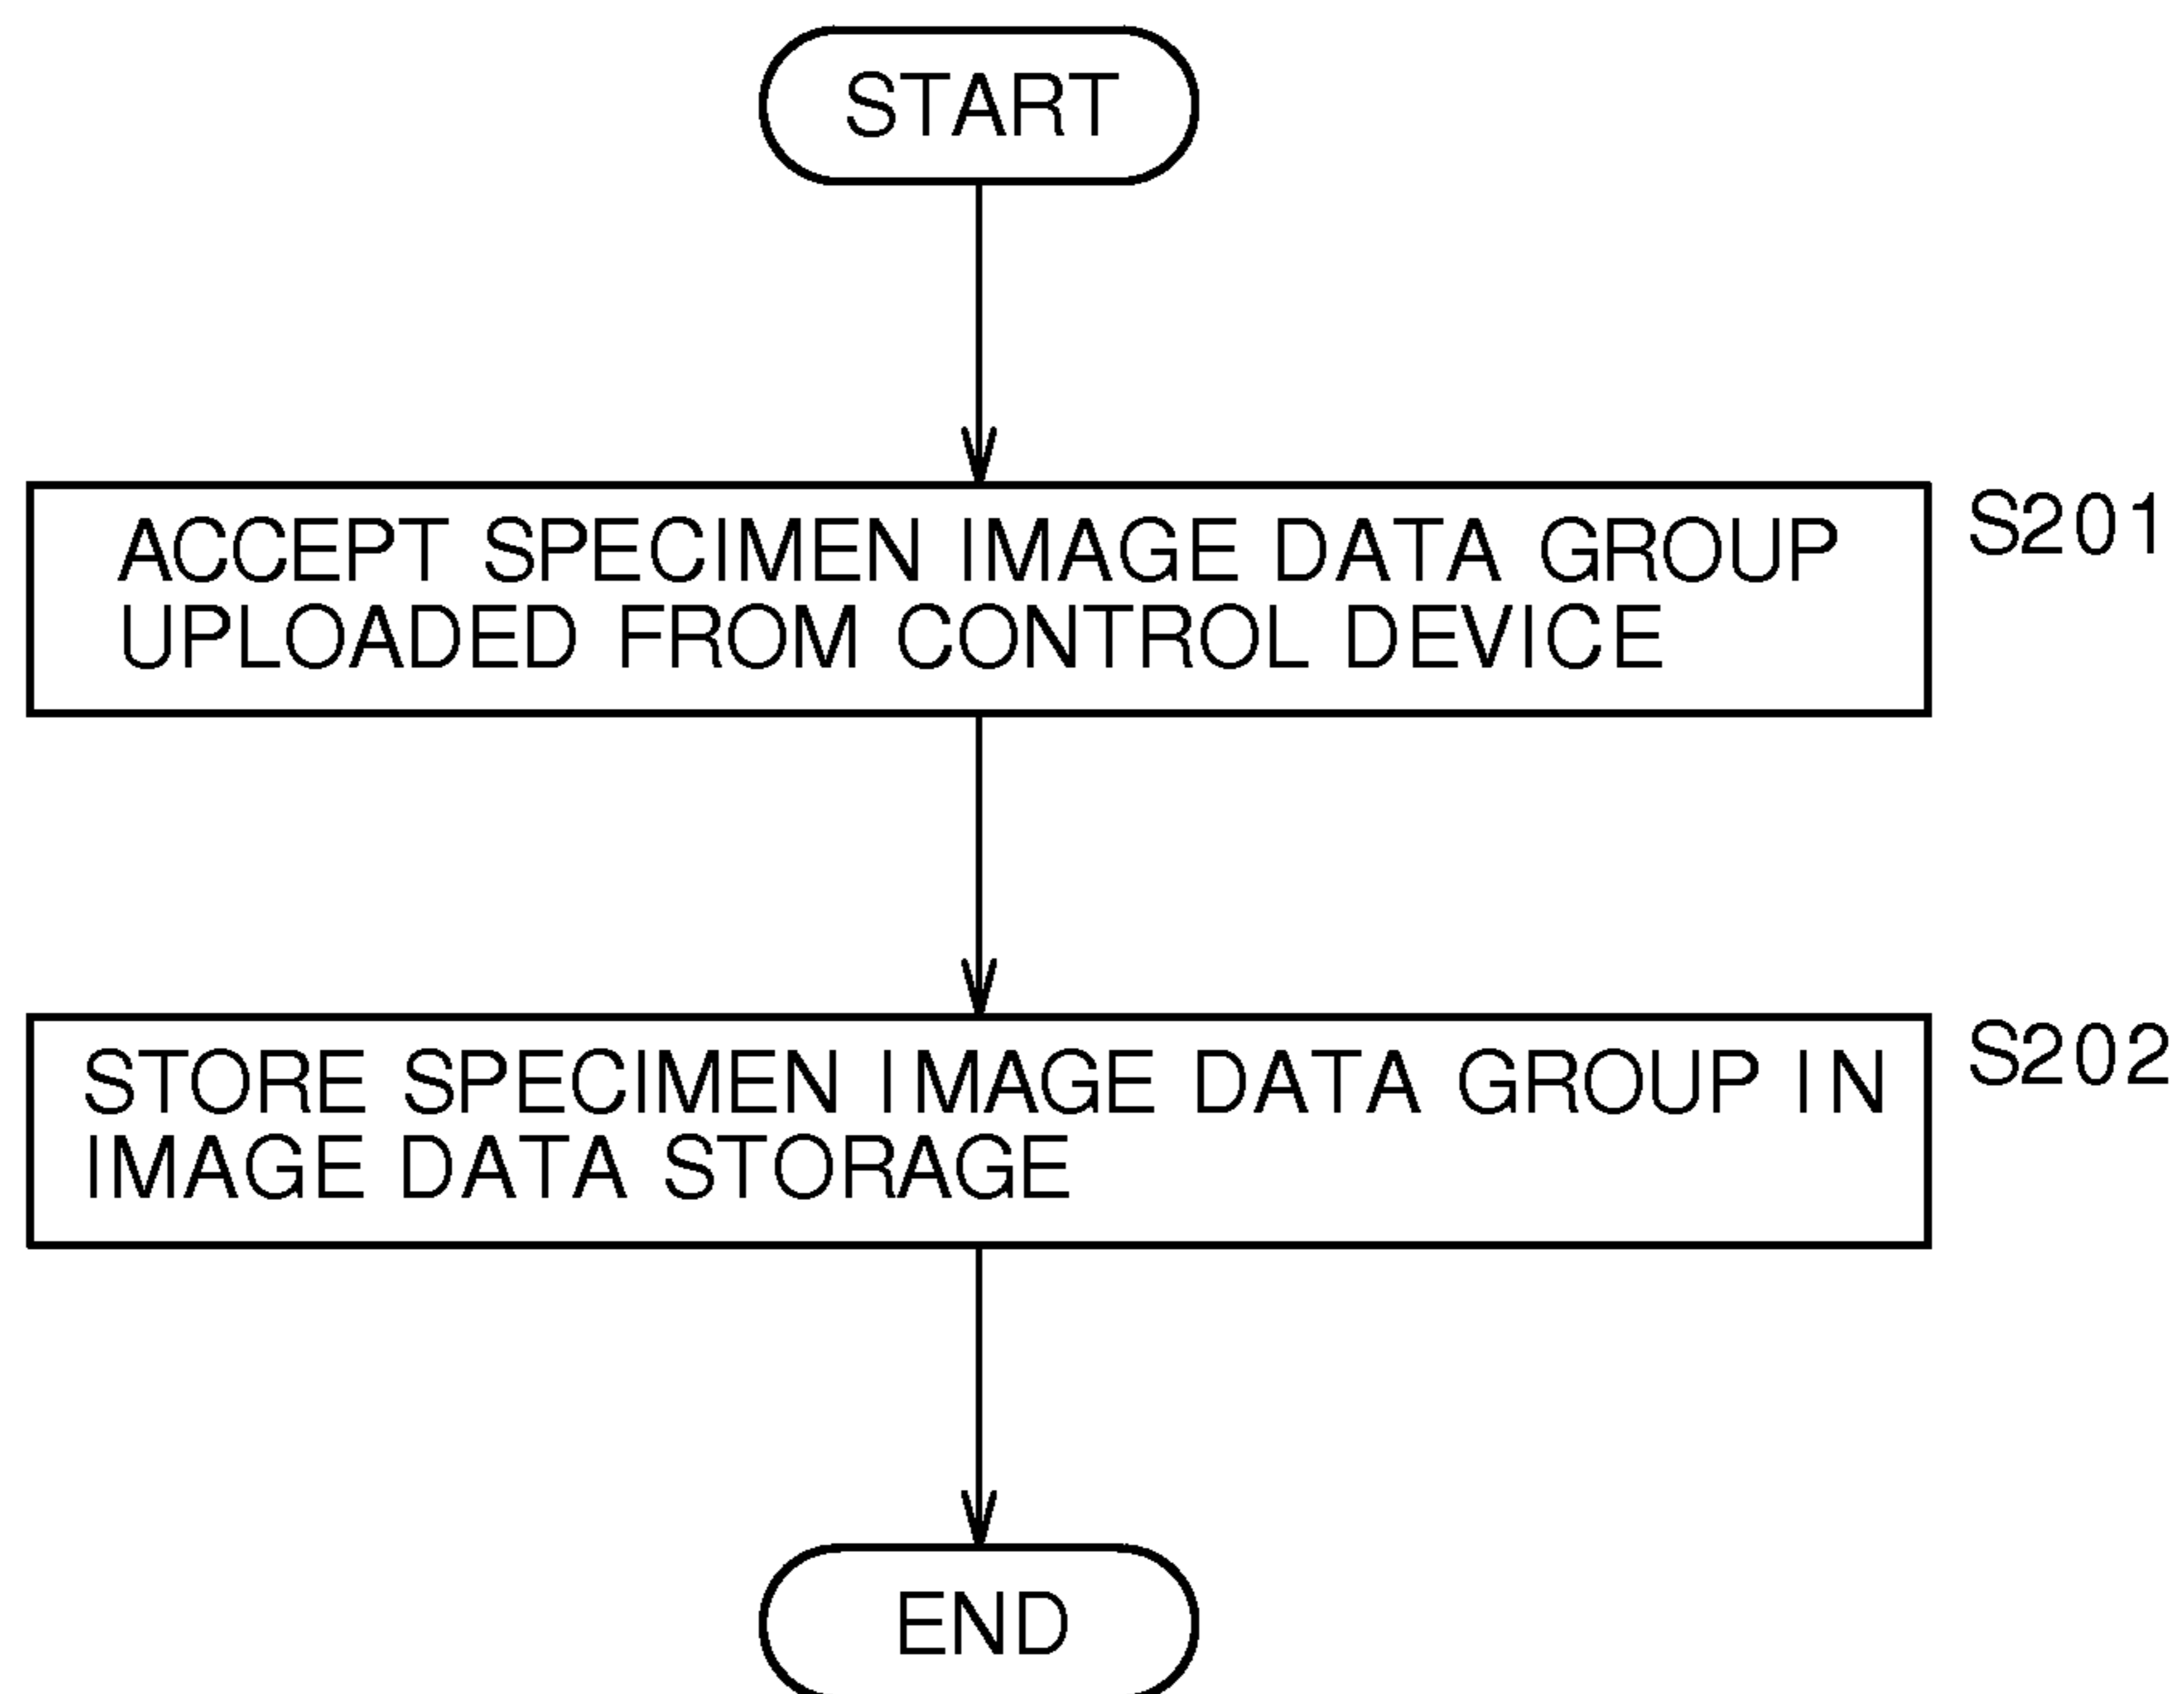 START
ACCEPT SPECIMEN IMAGE DATA GROUP
UPLOADED FROM CONTROL DEVICE
S201
STORE SPECIMEN IMAGE DATA GROUP IN
IMAGE DATA STORAGE
S202
END